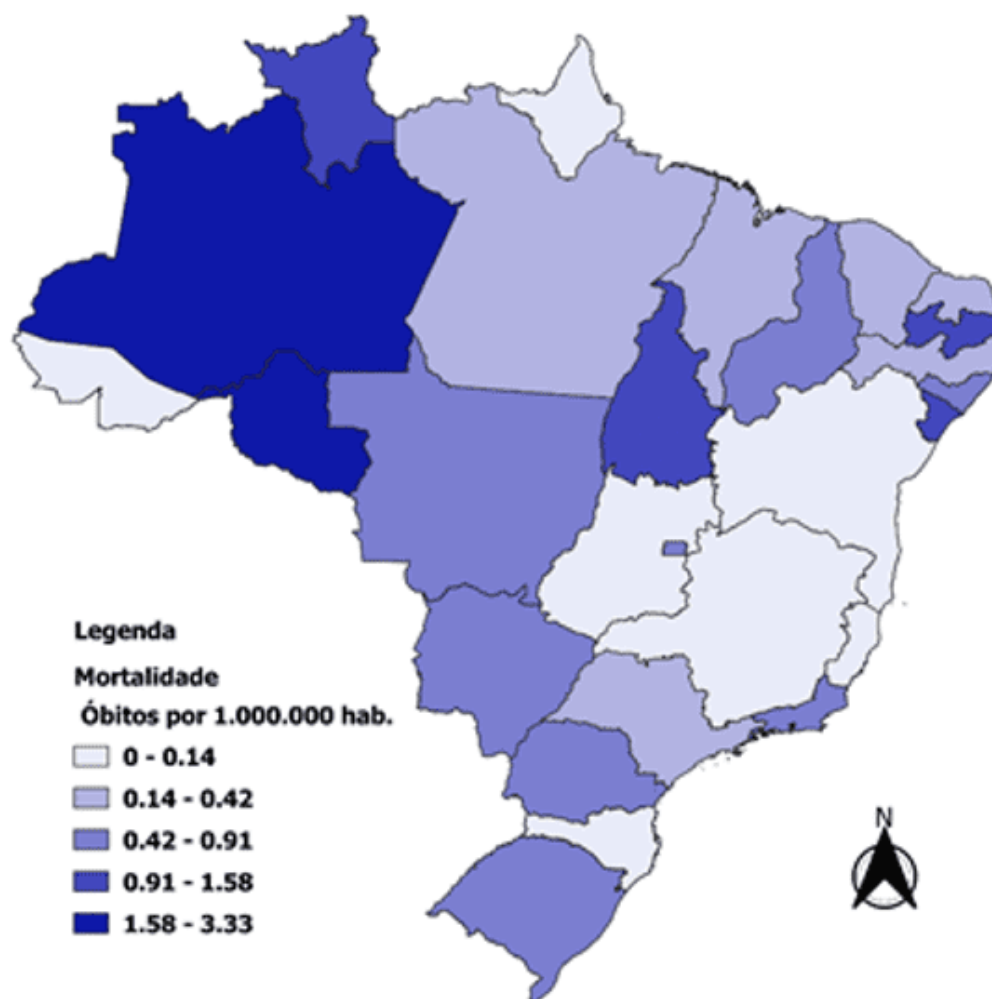 Legenda
Mortalidade
Óbitos por 1.000.000 hab.
0 - 0.14
0.14 - 0.42
0.42 - 0.91
0.91 - 1.58
1.58 - 3.33
N